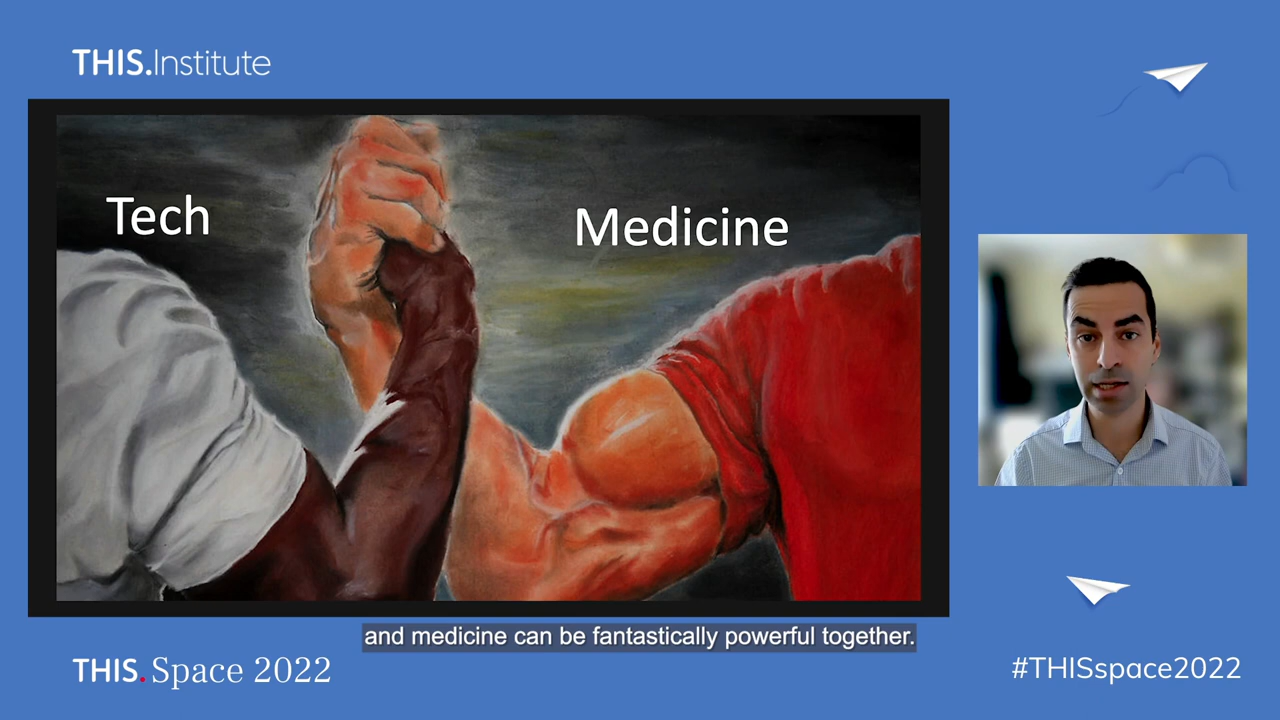 THIS.Institute
Tech
Medicine
and medicine can be fantastically powerful together.
THIS.Space 2022
#THISspace2022